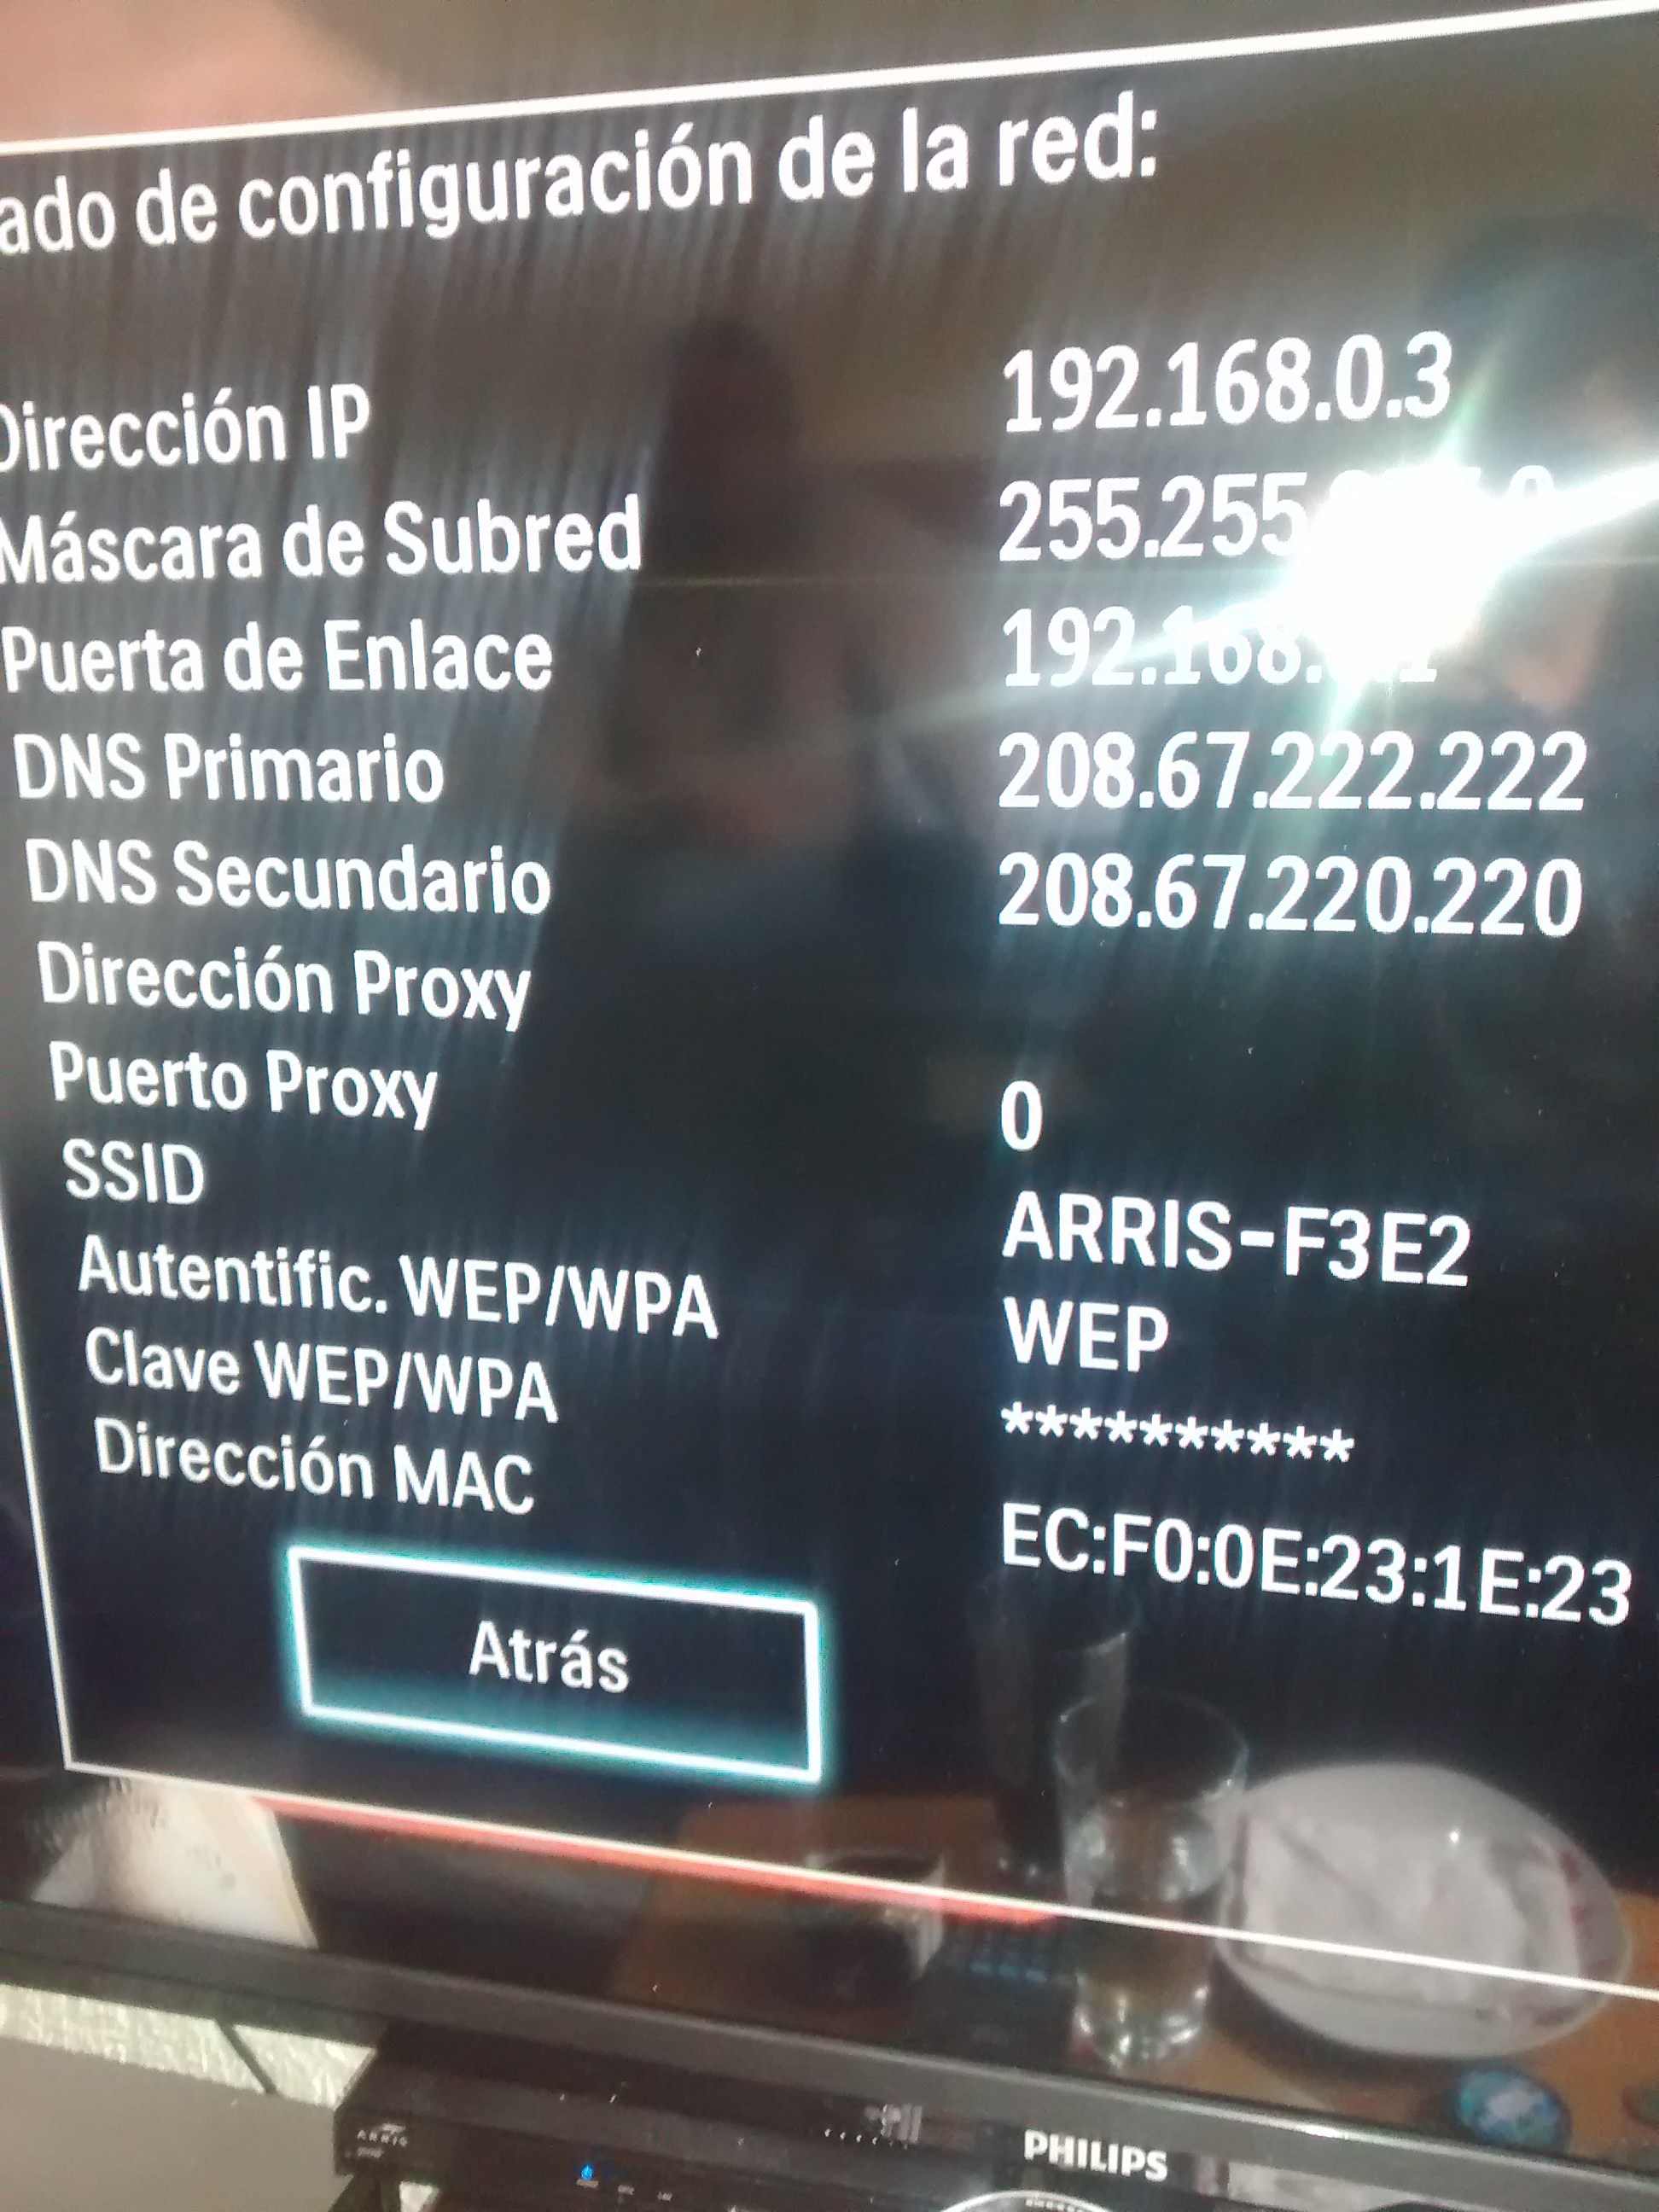 ado de configuración de la red:
Dirección IP 192.168.0.3
Máscara de Subred 255.255
Puerta de Enlace 192.168.
DNS Primario 208.67.222.222
DNS Secundario 208.67.220.220
Dirección Proxy
Puerto Proxy 0
SSID ARRIS-F3E2
Autentific. WEP/WPA WEP
Clave WEP/WPA **********
Dirección MAC EC:F0:0E:23:1E:23
Atrás
ARRIS
PHILIPS